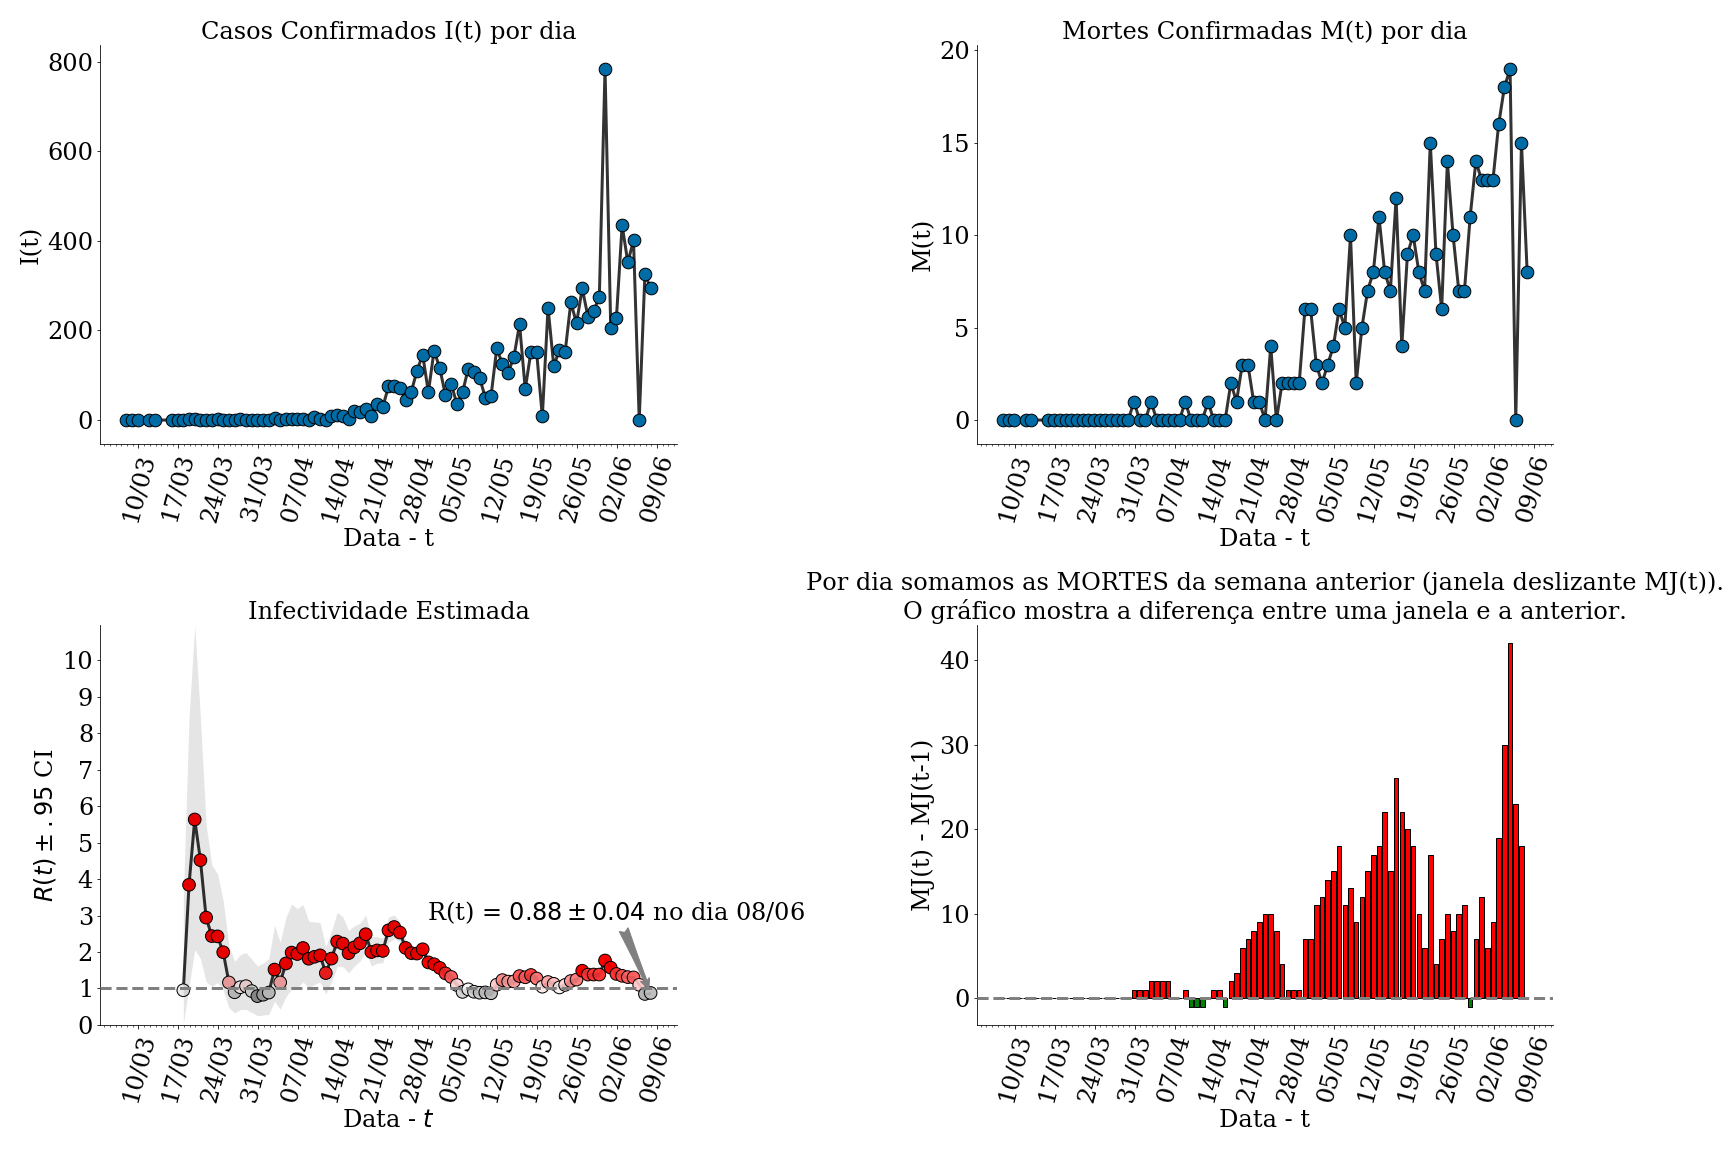 Casos Confirmados I(t) por dia
I(t)
800
600
400
200
0
10/03 17/03 24/03 31/03 07/04 14/04 21/04 28/04 05/05 12/05 19/05 26/05 02/06 09/06
Data - t
Mortes Confirmadas M(t) por dia
M(t)
20
15
10
5
0
10/03 17/03 24/03 31/03 07/04 14/04 21/04 28/04 05/05 12/05 19/05 26/05 02/06 09/06
Data - t
Infectividade Estimada
R(t) ± .95 CI
10
9
8
7
6
5
4
3
2
1
0
R(t) = 0.88 ± 0.04 no dia 08/06
10/03 17/03 24/03 31/03 07/04 14/04 21/04 28/04 05/05 12/05 19/05 26/05 02/06 09/06
Data - t
Por dia somamos as MORTES da semana anterior (janela deslizante MJ(t)).
O gráfico mostra a diferença entre uma janela e a anterior.
MJ(t) - MJ(t-1)
40
30
20
10
0
10/03 17/03 24/03 31/03 07/04 14/04 21/04 28/04 05/05 12/05 19/05 26/05 02/06 09/06
Data - t